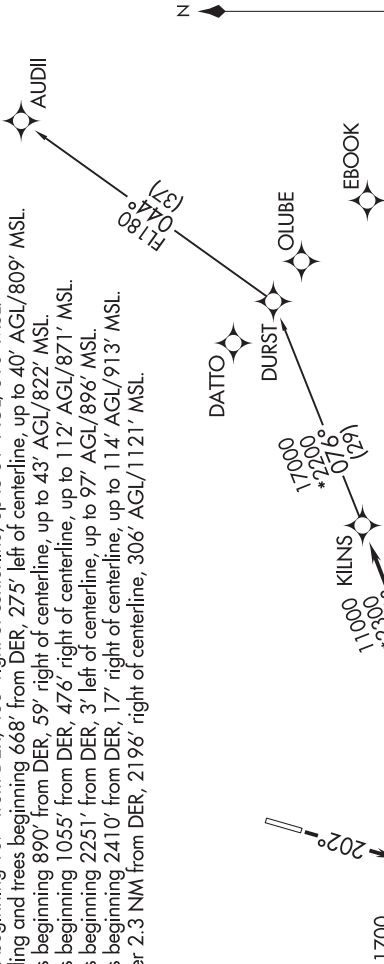 ling and trees beginning 668' from DER, 275' left of centerline, up to 40' AGL/809' MSL.
s beginning 890' from DER, 59' right of centerline, up to 43' AGL/822' MSL.
s beginning 1055' from DER, 476' right of centerline, up to 112' AGL/871' MSL.
s beginning 2251' from DER, 3' left of centerline, up to 97' AGL/896' MSL.
s beginning 2410' from DER, 17' right of centerline, up to 114' AGL/913' MSL.
er 2.3 NM from DER, 2196' right of centerline, 306' AGL/1121' MSL.
N
AUDII
FL180
044°
(37)
OLUBE
EBOOK
DATTO
DURST
17000
*2200
076°
(29)
KILNS
11000
*2300
202°
1700